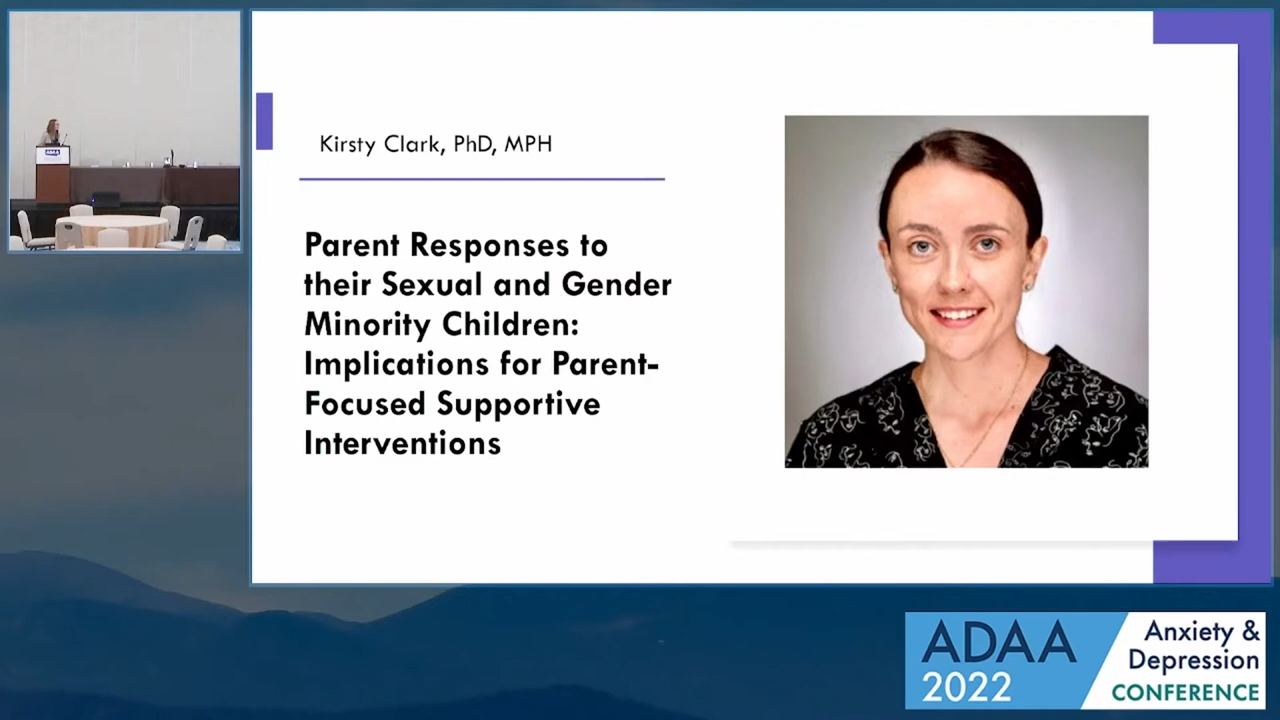 Kirsty Clark, PhD, MPH
Parent Responses to
their Sexual and Gender
Minority Children:
Implications for Parent-
Focused Supportive
Interventions
ADAA
2022
Anxiety &
Depression
CONFERENCE